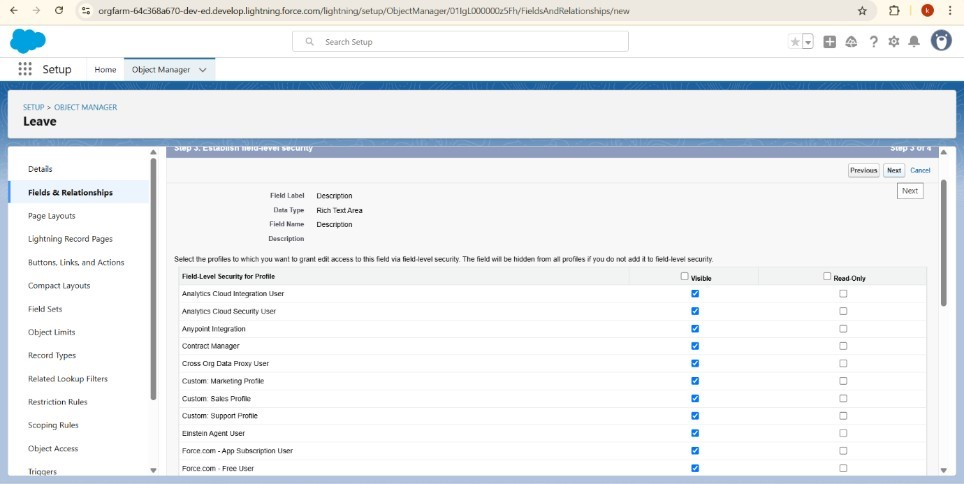 orgfarm-64c368a670-dev-ed.develop.lightning.force.com/lightning/setup/ObjectManager/01IgL000000z5Fh/FieldsAndRelationships/new
k
Search Setup
Setup Home Object Manager
SETUP > OBJECT MANAGER
Leave
Step 3. Establish field-level security Step 3 of 4
Details
Fields & Relationships
Page Layouts
Lightning Record Pages
Buttons, Links, and Actions
Compact Layouts
Field Sets
Object Limits
Record Types
Related Lookup Filters
Restriction Rules
Scoping Rules
Object Access
Triggers
Previous Next Cancel
Next
Field Label Description
Data Type Rich Text Area
Field Name Description
Description
Select the profiles to which you want to grant edit access to this field via field-level security. The field will be hidden from all profiles if you do not add it to field-level security.
Field-Level Security for Profile Visible Read-Only
Analytics Cloud Integration User
Analytics Cloud Security User
Anypoint Integration
Contract Manager
Cross Org Data Proxy User
Custom: Marketing Profile
Custom: Sales Profile
Custom: Support Profile
Einstein Agent User
Force.com - App Subscription User
Force.com - Free User